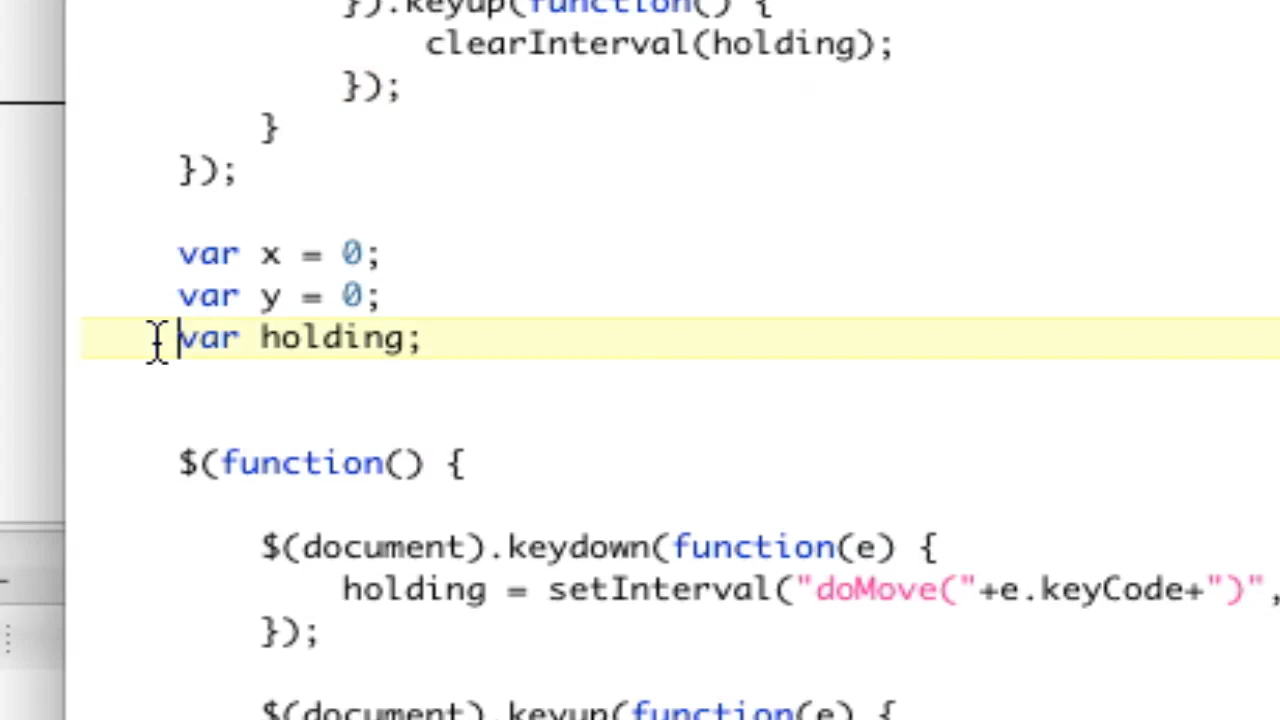 }).keyup(function() {
clearInterval(holding);
});
}
});
var x = 0;
var y = 0;
var holding;
$(function() {
$(document).keydown(function(e) {
holding = setInterval("doMove("+e.keyCode+")",
});
$(document).keyup(function(e) {